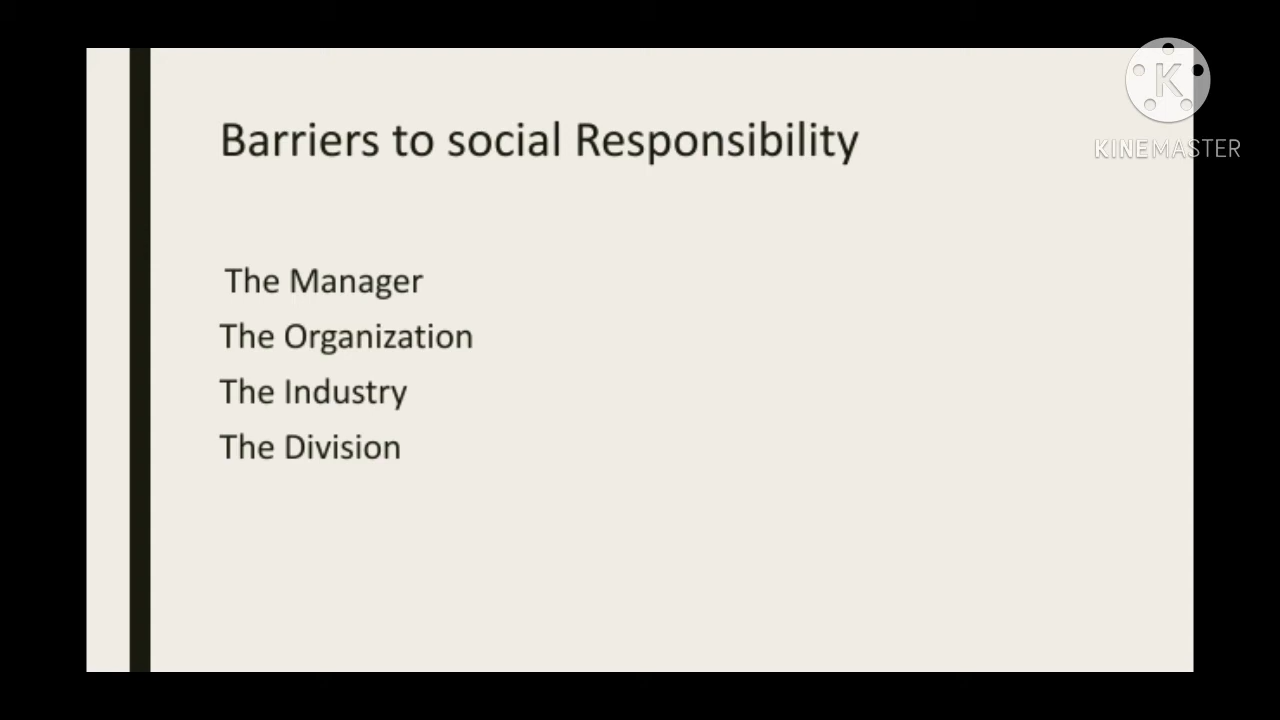 Barriers to social Responsibility
K
KINEMASTER
The Manager
The Organization
The Industry
The Division